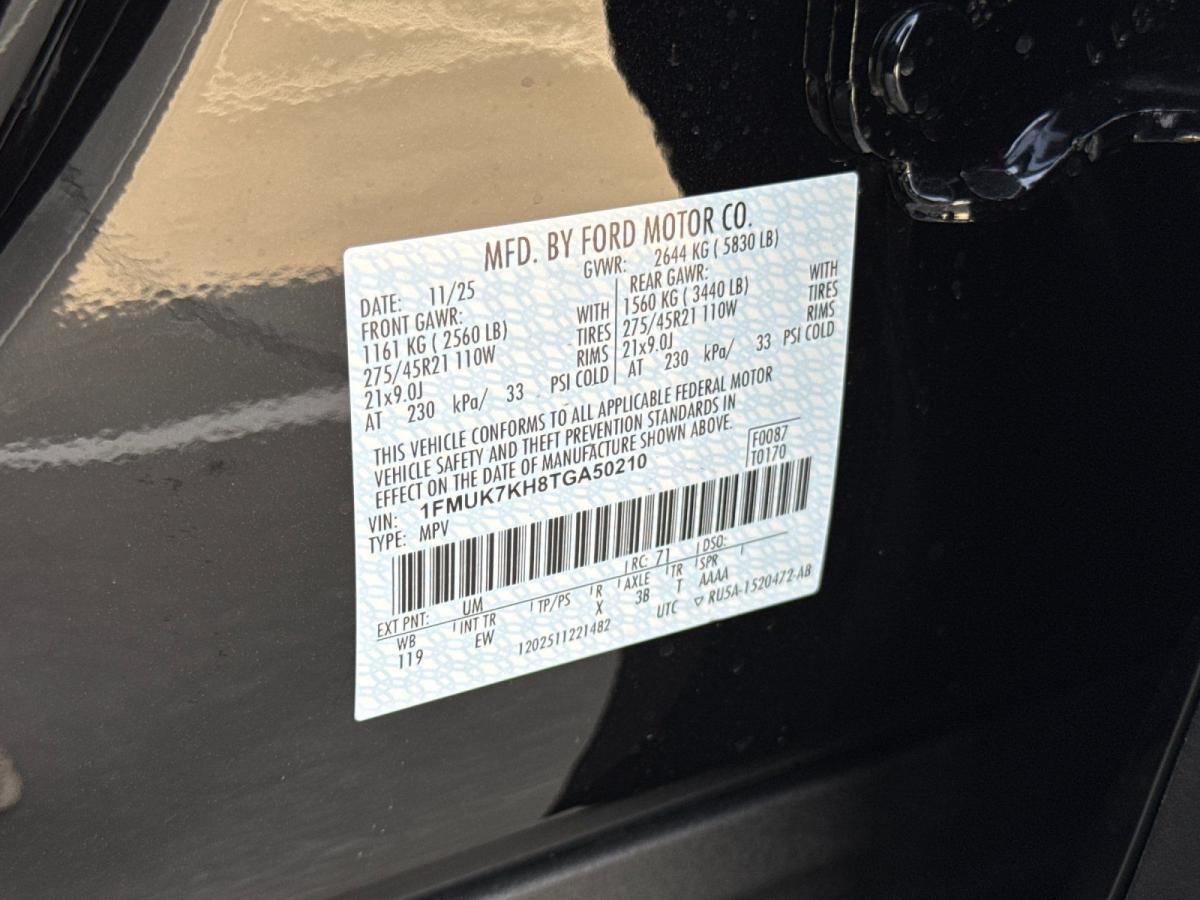 MFD. BY FORD MOTOR CO.
DATE: 11/25 GVWR: 2644 KG ( 5830 LB)
FRONT GAWR: REAR GAWR:
1161 KG ( 2560 LB) WITH 1560 KG ( 3440 LB) WITH
275/45R21 110W TIRES 275/45R21 110W TIRES
21x9.0J RIMS 21x9.0J RIMS
AT 230 kPa/ 33 PSI COLD AT 230 kPa/ 33 PSI COLD
THIS VEHICLE CONFORMS TO ALL APPLICABLE FEDERAL MOTOR
VEHICLE SAFETY AND THEFT PREVENTION STANDARDS IN
EFFECT ON THE DATE OF MANUFACTURE SHOWN ABOVE.
F0087
T0170
VIN: 1FMUK7KH8TGA50210
TYPE: MPV
EXT PNT: UM RC: 71 DSO:
WB INT TR TP/PS R AXLE TR SPR
119 EW X 3B T AAAA
1202511221482 UTC ▽ RU5A-1520472-AB